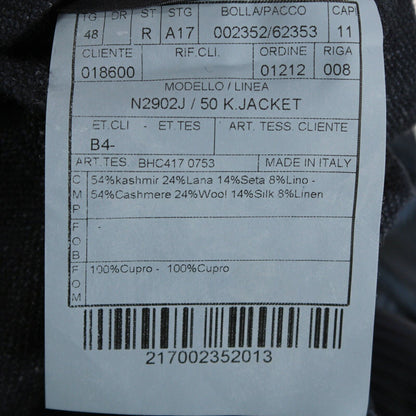 TG DR ST STG BOLLA/PACCO CAP
48 R A17 002352/62353 11
CLIENTE RIF.CLI. ORDINE RIGA
018600 01212 008
MODELLO / LINEA
N2902J / 50 K.JACKET
ET.CLI - ET.TES ART. TESS. CLIENTE
B4-
ART.TES. BHC417 0753 MADE IN ITALY
CMP 54%kashmir 24%Lana 14%Seta 8%Lino -
54%Cashmere 24%Wool 14%Silk 8%Linen
FOB -
FOM 100%Cupro - 100%Cupro
217002352013